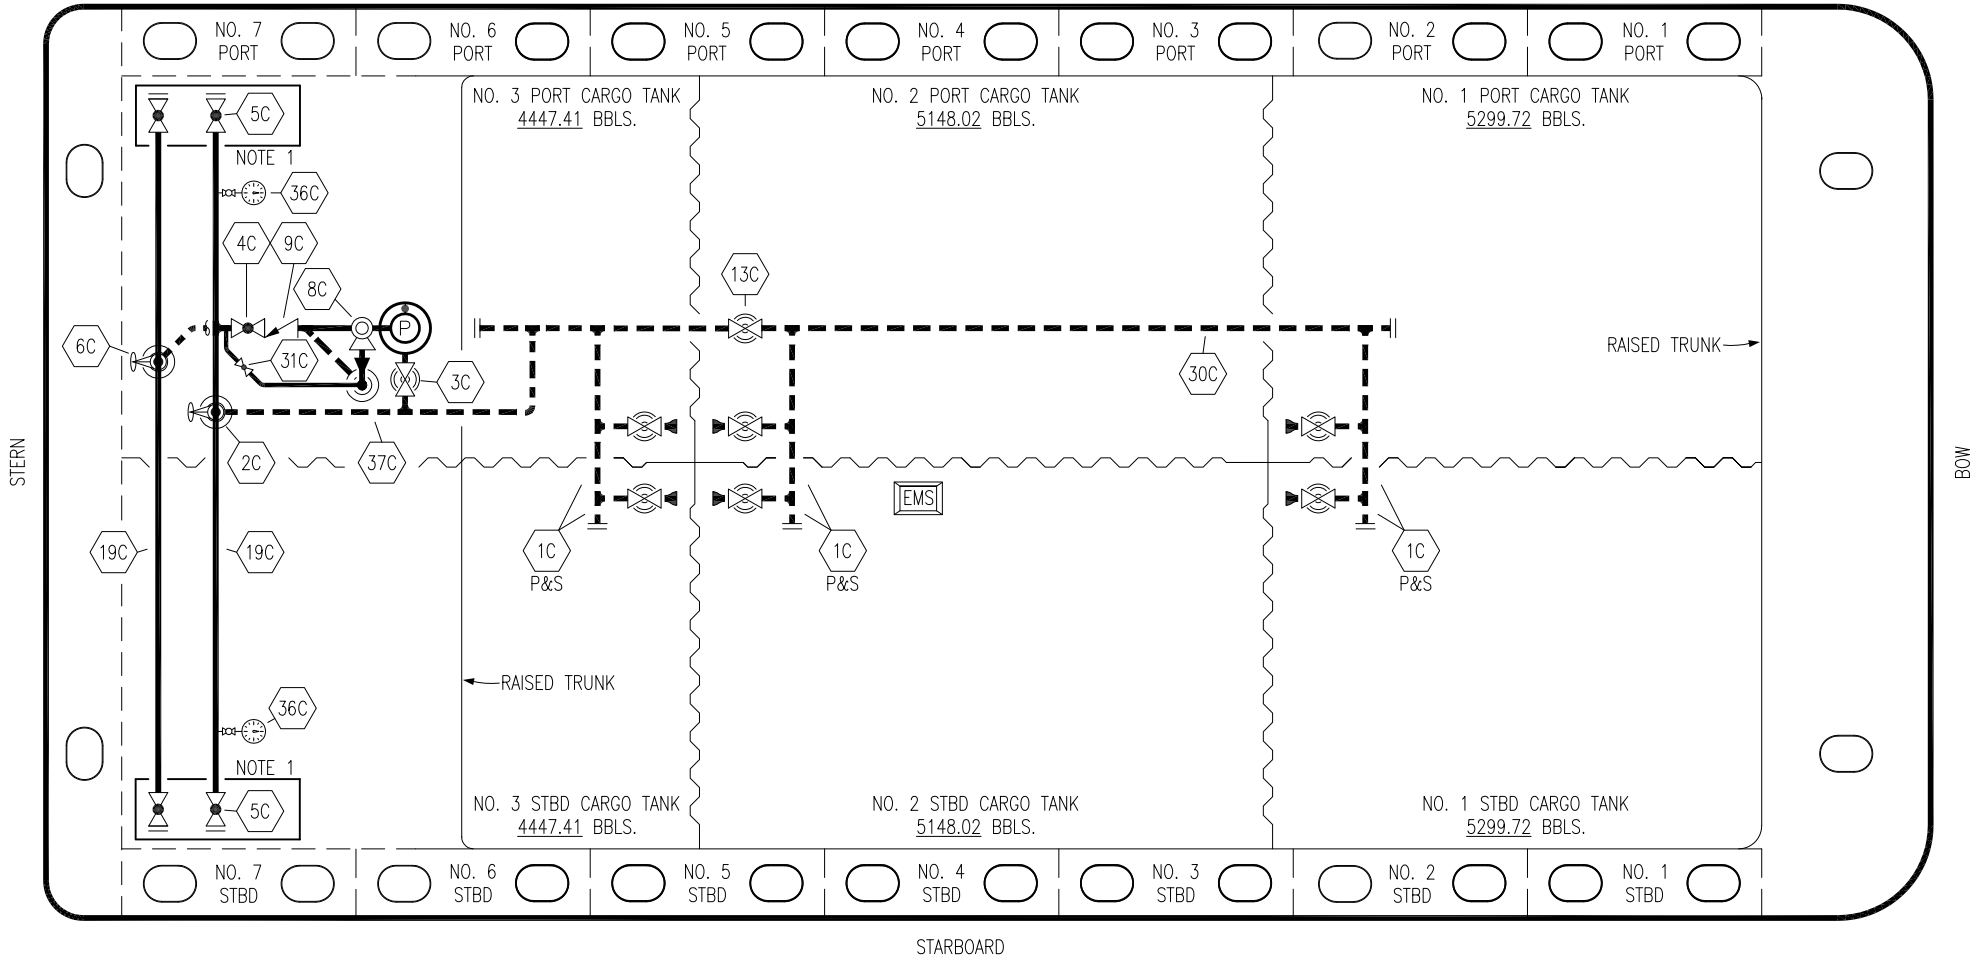 NO. 7
PORT
NO. 6
PORT
NO. 5
PORT
NO. 4
PORT
NO. 3
PORT
NO. 2
PORT
NO. 1
PORT
NO. 3 PORT CARGO TANK
4447.41 BBLS.
NO. 2 PORT CARGO TANK
5148.02 BBLS.
NO. 1 PORT CARGO TANK
5299.72 BBLS.
5C
NOTE 1
36C
4C
9C
8C
13C
P
6C
31C
3C
30C
RAISED TRUNK
2C
37C
STERN
BOW
EMS
19C
19C
1C
P&S
1C
P&S
1C
P&S
RAISED TRUNK
36C
NOTE 1
5C
NO. 3 STBD CARGO TANK
4447.41 BBLS.
NO. 2 STBD CARGO TANK
5148.02 BBLS.
NO. 1 STBD CARGO TANK
5299.72 BBLS.
NO. 7
STBD
NO. 6
STBD
NO. 5
STBD
NO. 4
STBD
NO. 3
STBD
NO. 2
STBD
NO. 1
STBD
STARBOARD